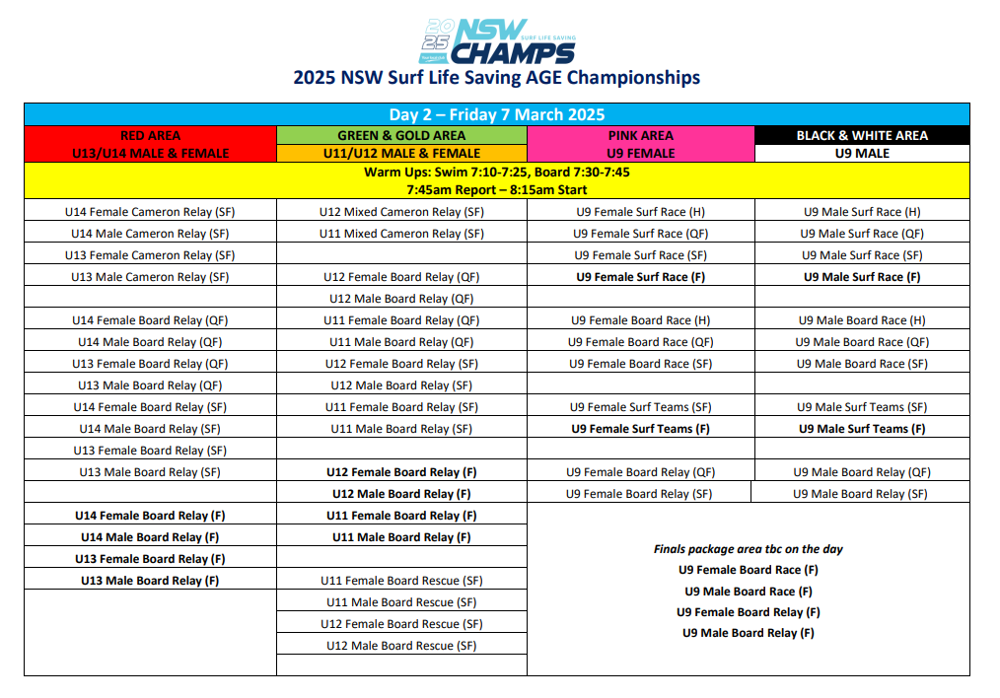 2025 NSW
SURF LIFE SAVING
CHAMPS
2025 NSW Surf Life Saving AGE Championships
Day 2 – Friday 7 March 2025
RED AREA GREEN & GOLD AREA PINK AREA BLACK & WHITE AREA
U13/U14 MALE & FEMALE U11/U12 MALE & FEMALE U9 FEMALE U9 MALE
Warm Ups: Swim 7:10-7:25, Board 7:30-7:45
7:45am Report – 8:15am Start
U14 Female Cameron Relay (SF) U12 Mixed Cameron Relay (SF) U9 Female Surf Race (H) U9 Male Surf Race (H)
U14 Male Cameron Relay (SF) U11 Mixed Cameron Relay (SF) U9 Female Surf Race (QF) U9 Male Surf Race (QF)
U13 Female Cameron Relay (SF) U9 Female Surf Race (SF) U9 Male Surf Race (SF)
U13 Male Cameron Relay (SF) U12 Female Board Relay (QF) U9 Female Surf Race (F) U9 Male Surf Race (F)
U12 Male Board Relay (QF)
U14 Female Board Relay (QF) U11 Female Board Relay (QF) U9 Female Board Race (H) U9 Male Board Race (H)
U14 Male Board Relay (QF) U11 Male Board Relay (QF) U9 Female Board Race (QF) U9 Male Board Race (QF)
U13 Female Board Relay (QF) U12 Female Board Relay (SF) U9 Female Board Race (SF) U9 Male Board Race (SF)
U13 Male Board Relay (QF) U12 Male Board Relay (SF)
U14 Female Board Relay (SF) U11 Female Board Relay (SF) U9 Female Surf Teams (SF) U9 Male Surf Teams (SF)
U14 Male Board Relay (SF) U11 Male Board Relay (SF) U9 Female Surf Teams (F) U9 Male Surf Teams (F)
U13 Female Board Relay (SF)
U13 Male Board Relay (SF) U12 Female Board Relay (F) U9 Female Board Relay (QF) U9 Male Board Relay (QF)
U12 Male Board Relay (F) U9 Female Board Relay (SF) U9 Male Board Relay (SF)
U14 Female Board Relay (F) U11 Female Board Relay (F)
U14 Male Board Relay (F) U11 Male Board Relay (F)
Finals package area tbc on the day
U13 Female Board Relay (F)
U9 Female Board Race (F)
U13 Male Board Relay (F) U11 Female Board Rescue (SF)
U9 Male Board Race (F)
U11 Male Board Rescue (SF)
U9 Female Board Relay (F)
U12 Female Board Rescue (SF)
U9 Male Board Relay (F)
U12 Male Board Rescue (SF)